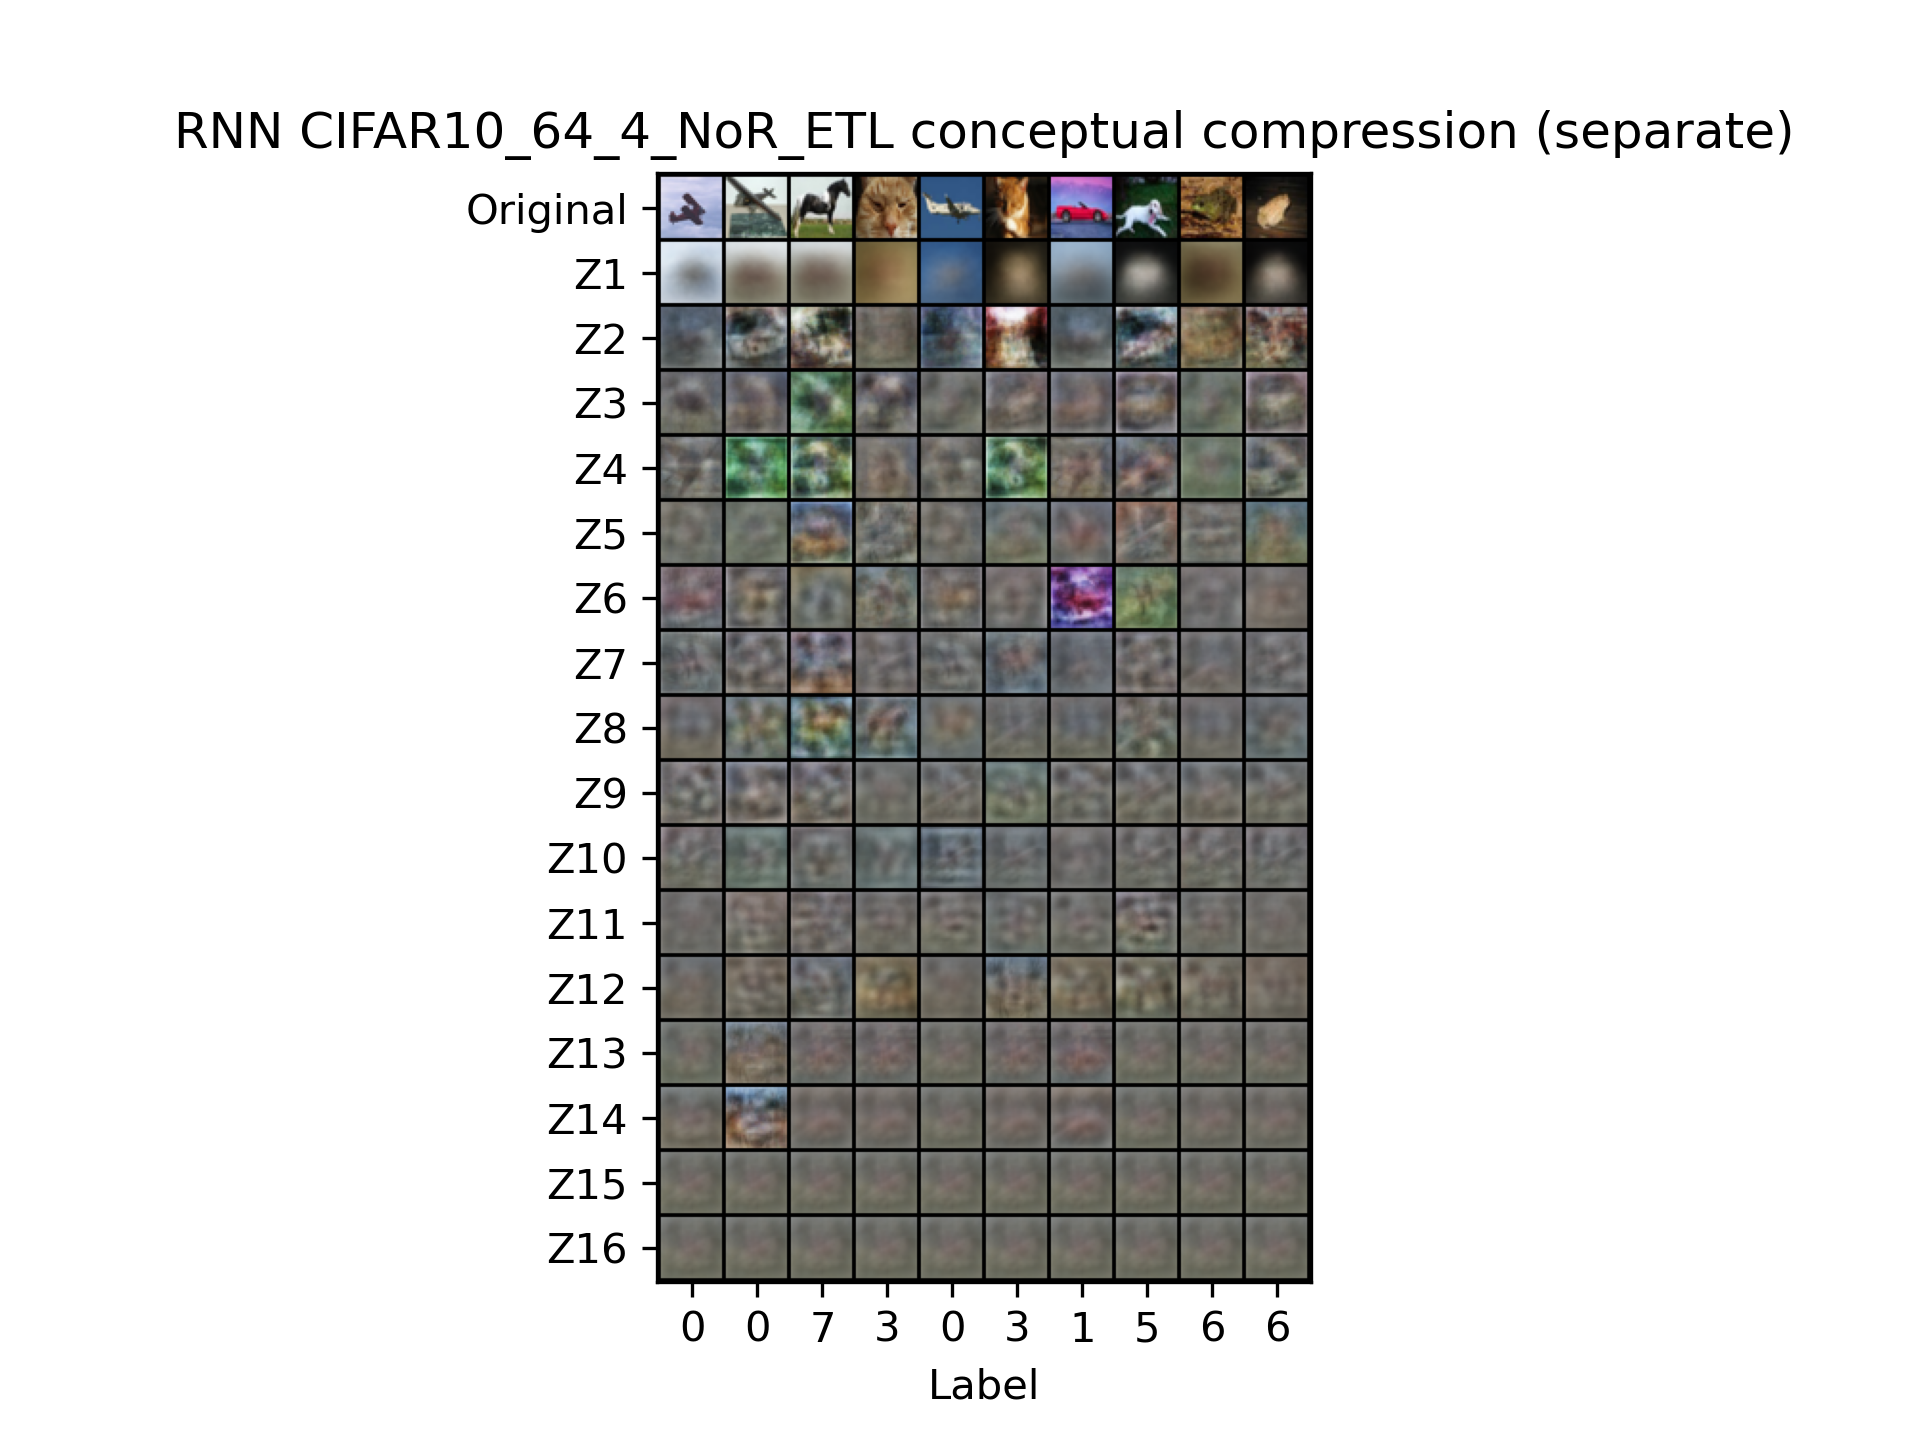 RNN CIFAR10_64_4_NoR_ETL conceptual compression (separate)
Original
Z1
Z2
Z3
Z4
Z5
Z6
Z7
Z8
Z9
Z10
Z11
Z12
Z13
Z14
Z15
Z16
0 0 7 3 0 3 1 5 6 6
Label